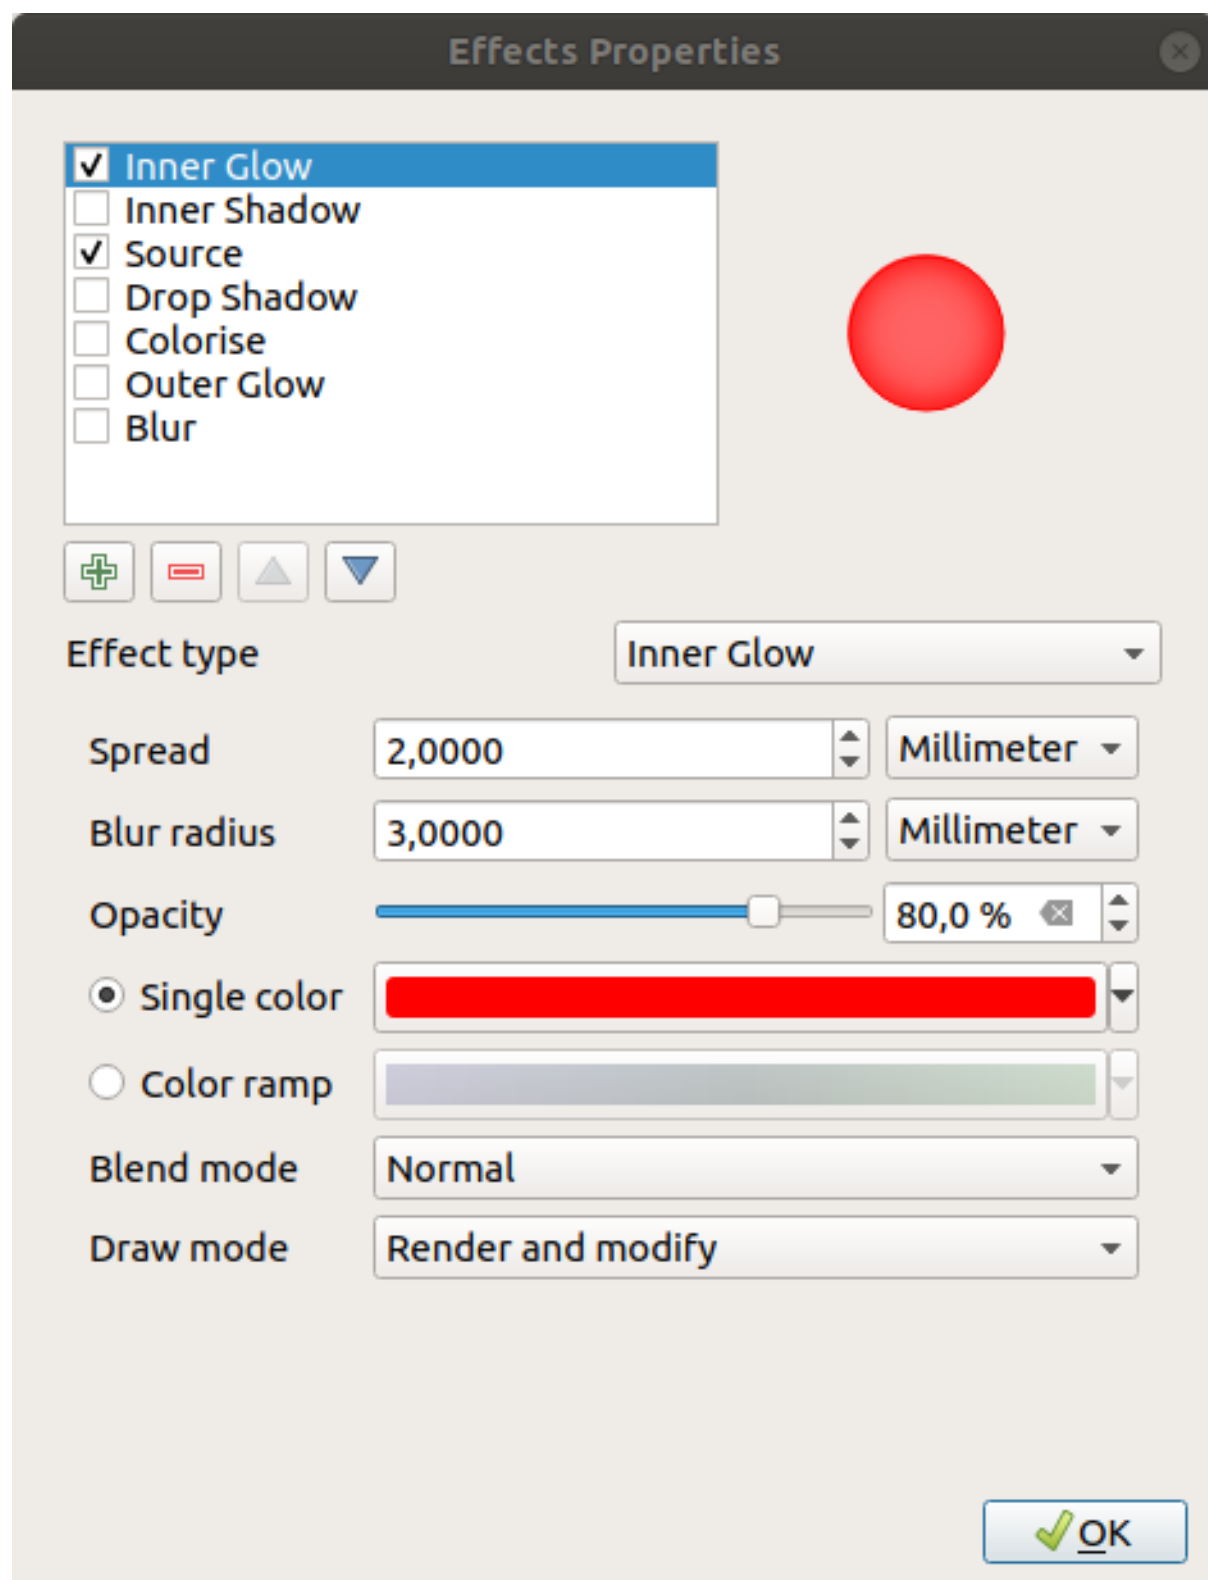 Effects Properties
Inner Glow
Inner Shadow
Source
Drop Shadow
Colorise
Outer Glow
Blur
Effect type Inner Glow
Spread 2,0000 Millimeter
Blur radius 3,0000 Millimeter
Opacity 80,0 %
Single color
Color ramp
Blend mode Normal
Draw mode Render and modify
OK